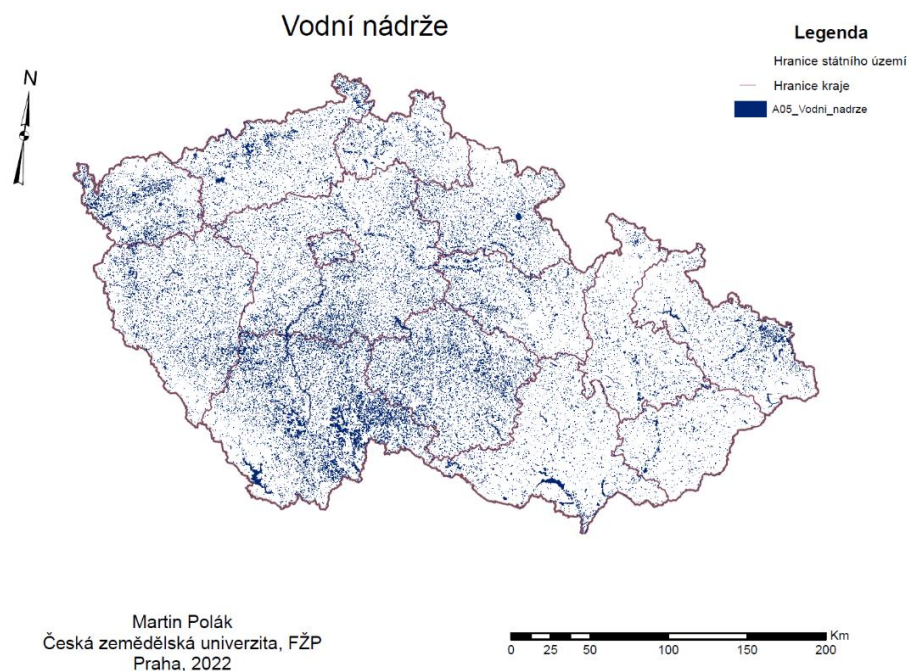 Vodní nádrže
Legenda
Hranice státního území
Hranice kraje
A05_Vodni_nadrze
N
Martin Polák
Česká zemědělská univerzita, FŽP
Praha, 2022
Km
0 25 50 100 150 200